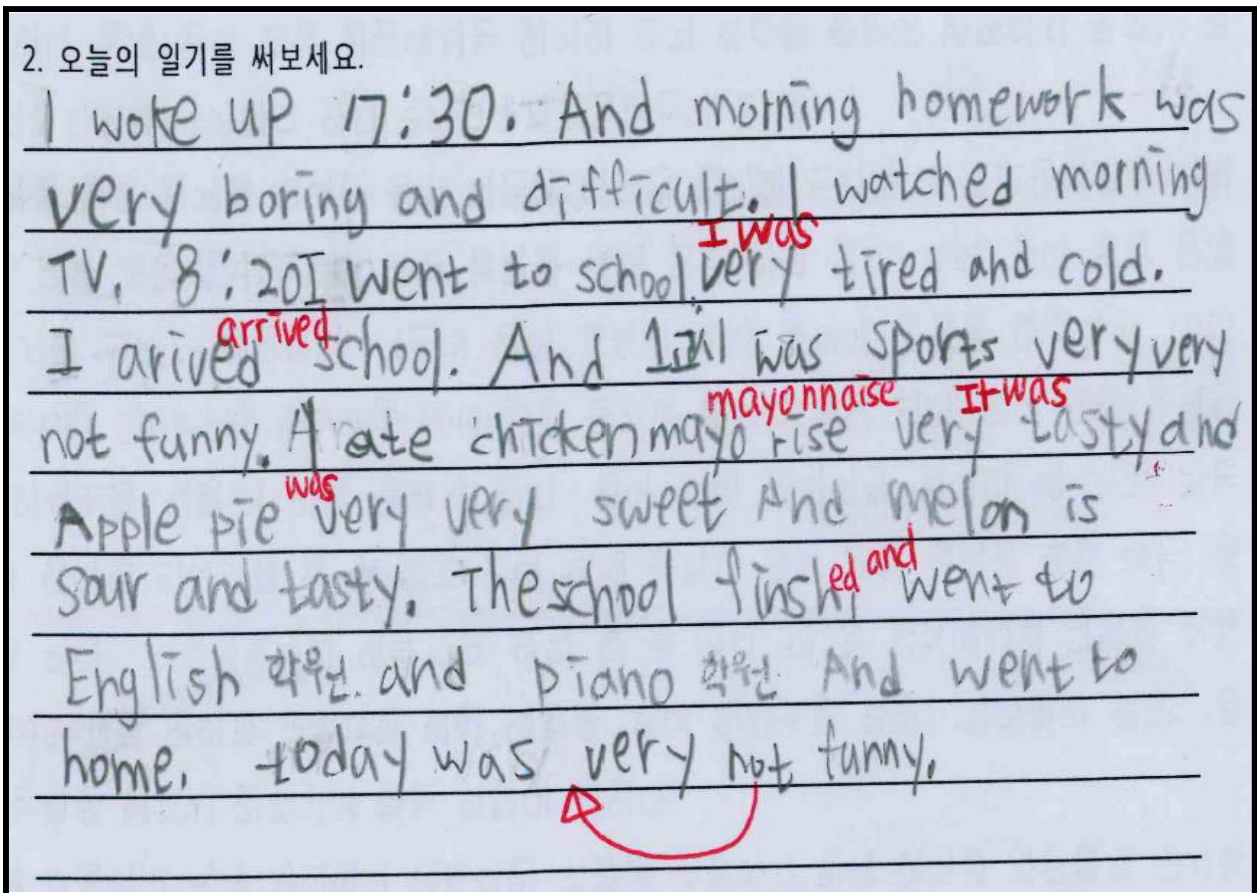 2. 오늘의 일기를 써보세요.
I woke up 7:30. And morning homework was
very boring and difficult. I watched morning
I was
TV. 8:20 I went to school. very tired and cold.
arrived
I arived school. And 1교시 was sports very very
mayonnaise It was
not funny. I ate chicken mayo rise very tasty and
was
Apple pie very very sweet And melon is
ed and
sour and tasty. The school finsh went to
English 학원 and piano 학원 And went to
home. today was very not funny.